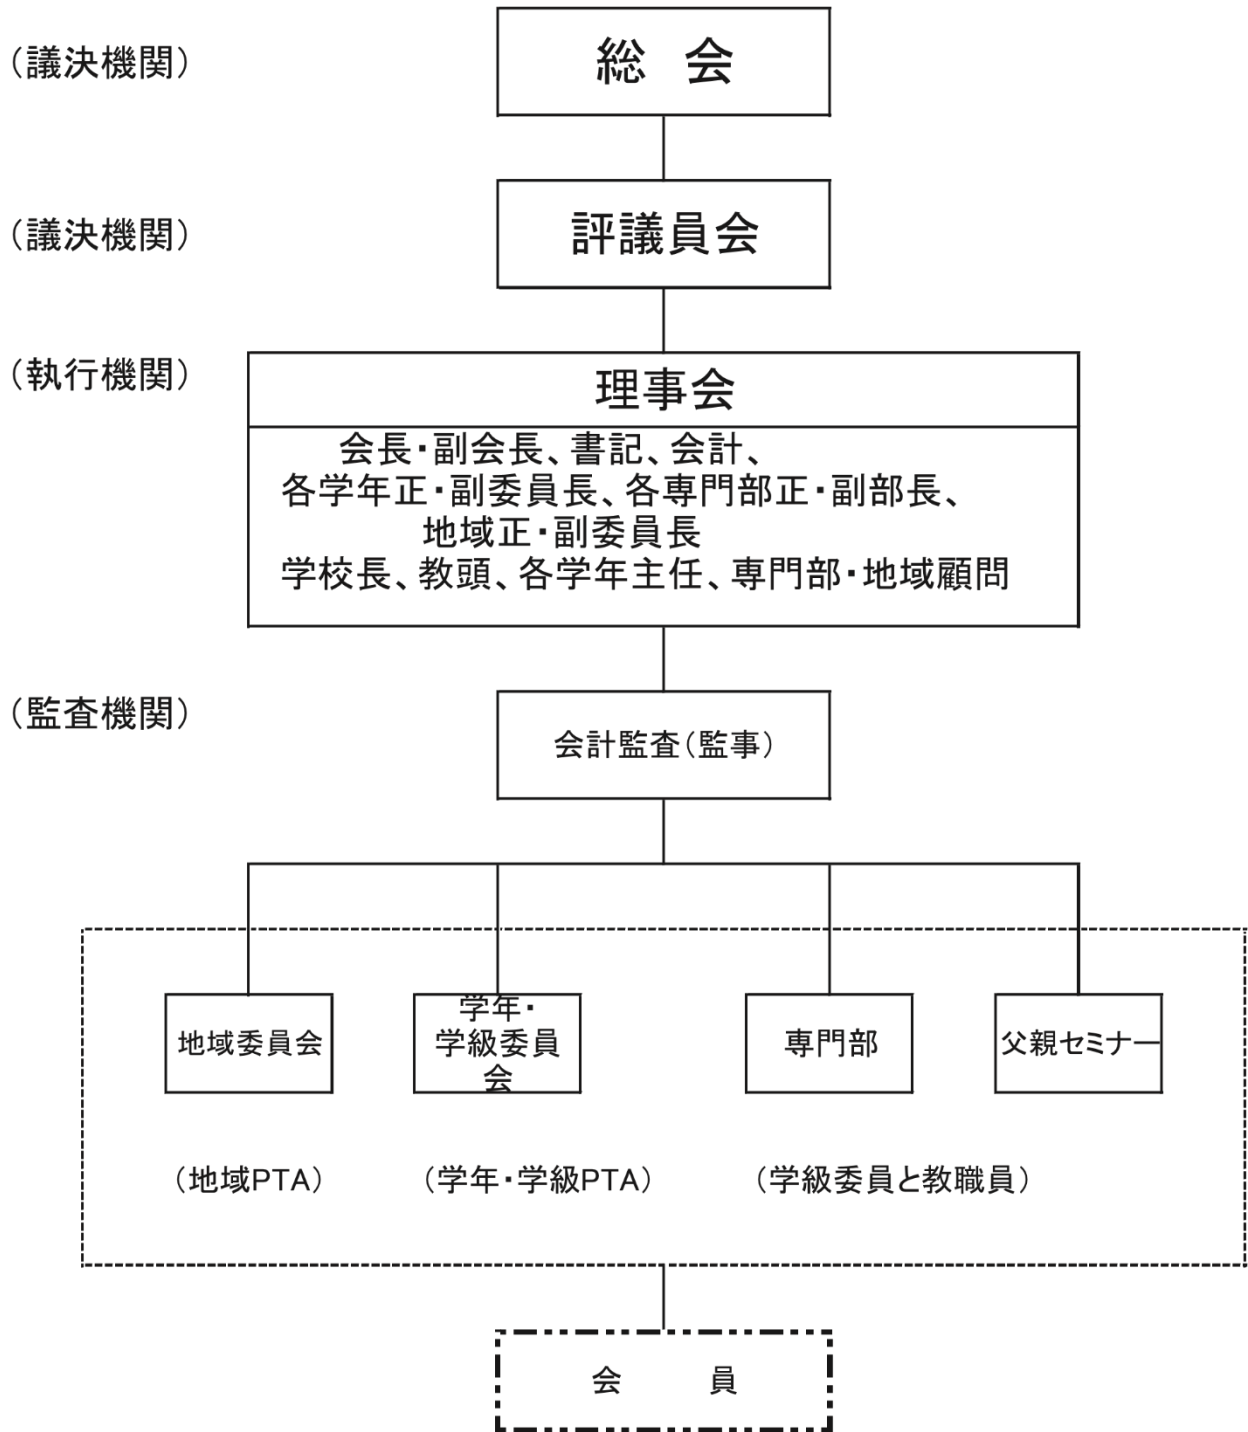 (議決機関)
総 会
(議決機関)
評議員会
(執行機関)
理事会
会長・副会長、書記、会計、
各学年正・副委員長、各専門部正・副部長、
地域正・副委員長
学校長、教頭、各学年主任、専門部・地域顧問
(監査機関)
会計監査(監事)
地域委員会
学年・
学級委員
会
専門部
父親セミナー
(地域PTA)
(学年・学級PTA)
(学級委員と教職員)
会 員